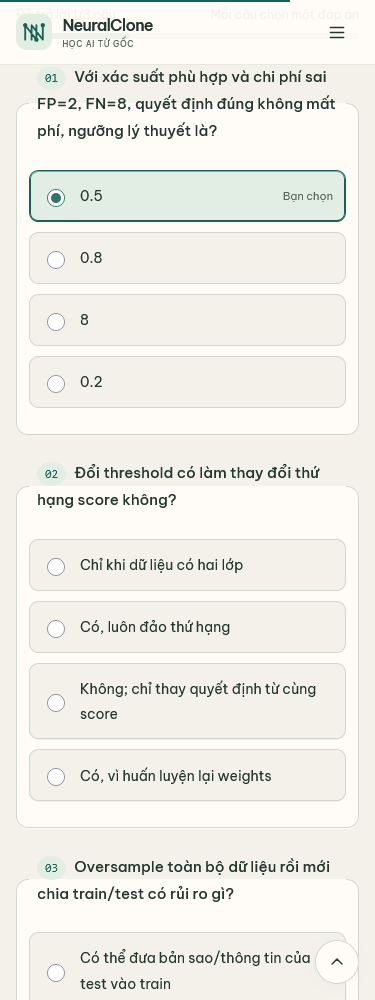 NeuralClone
HỌC AI TỪ GỐC
01 Với xác suất phù hợp và chi phí sai
FP=2, FN=8, quyết định đúng không mất
phí, ngưỡng lý thuyết là?
0.5 Bạn chọn
0.8
8
0.2
02 Đổi threshold có làm thay đổi thứ
hạng score không?
Chỉ khi dữ liệu có hai lớp
Có, luôn đảo thứ hạng
Không; chỉ thay quyết định từ cùng
score
Có, vì huấn luyện lại weights
03 Oversample toàn bộ dữ liệu rồi mới
chia train/test có rủi ro gì?
Có thể đưa bản sao/thông tin của
test vào train